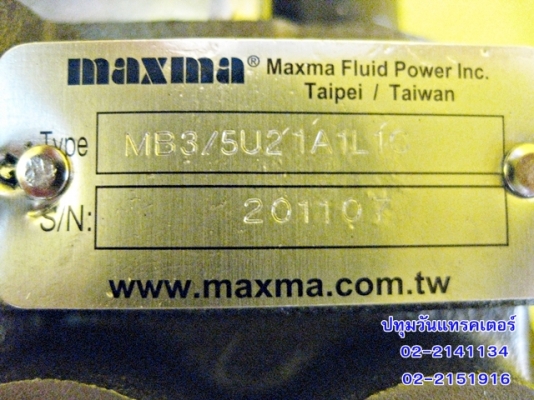 maxma® Maxma Fluid Power Inc.
Taipei / Taiwan
Type MB3/5U21A1L10
S/N: 201107
www.maxma.com.tw
ปทุมวันแทรคเตอร์
02-2141134
02-2151916